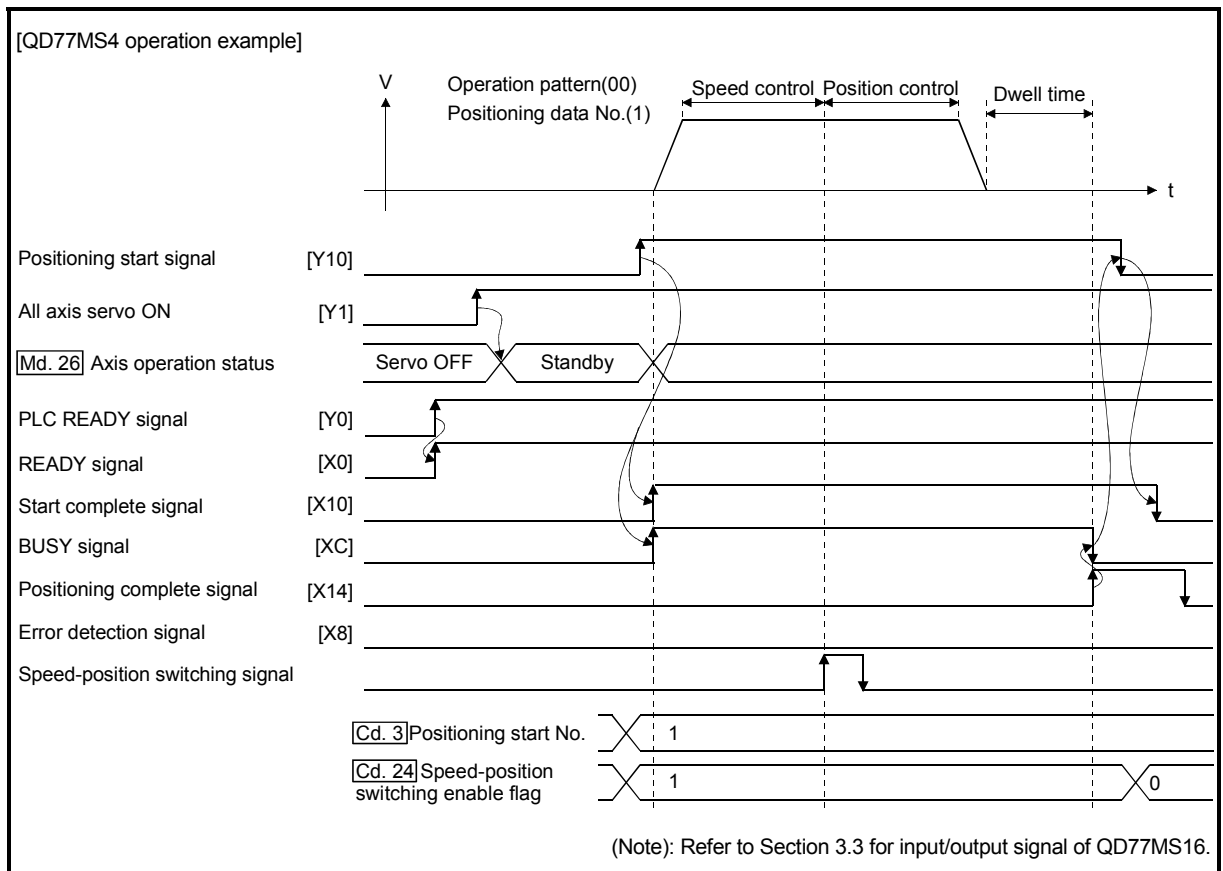 [QD77MS4 operation example]
V
Operation pattern(00)
Positioning data No.(1)
Speed control
Position control
Dwell time
t
Positioning start signal [Y10]
All axis servo ON [Y1]
Md. 26 Axis operation status
Servo OFF
Standby
PLC READY signal [Y0]
READY signal [X0]
Start complete signal [X10]
BUSY signal [XC]
Positioning complete signal [X14]
Error detection signal [X8]
Speed-position switching signal
Cd. 3 Positioning start No.
1
Cd. 24 Speed-position
switching enable flag
1
0
(Note): Refer to Section 3.3 for input/output signal of QD77MS16.